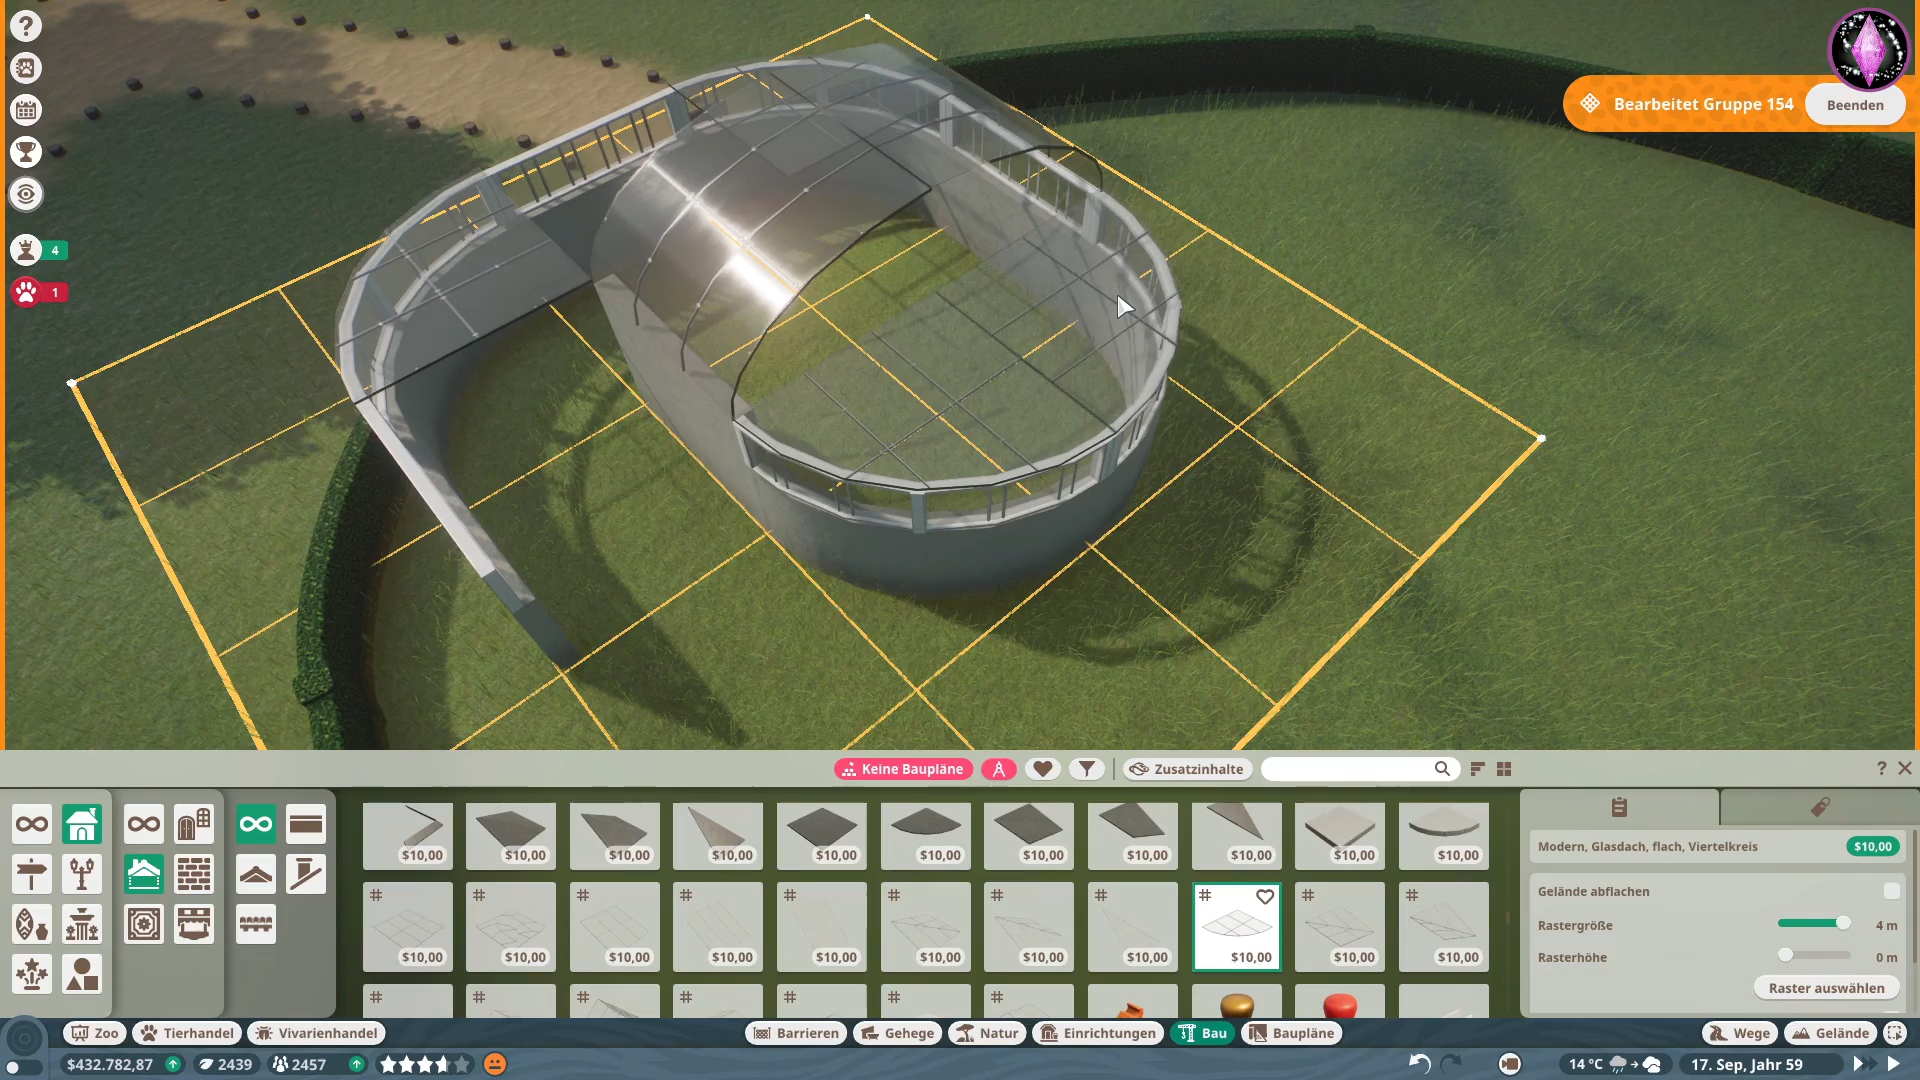 Bearbeitet Gruppe 154
Beenden
4
1
Keine Baupläne
Zusatzinhalte
?
$10,00 $10,00 $10,00 $10,00 $10,00 $10,00 $10,00 $10,00 $10,00 $10,00 $10,00
$10,00 $10,00 $10,00 $10,00 $10,00 $10,00 $10,00 $10,00 $10,00 $10,00 $10,00
Modern, Glasdach, flach, Viertelkreis $10,00
Gelände abflachen
Rastergröße 4 m
Rasterhöhe 0 m
Raster auswählen
Zoo Tierhandel Vivarienhandel Barrieren Gehege Natur Einrichtungen Bau Baupläne Wege Gelände
$432.782,87 2439 2457 14 °C 17. Sep, Jahr 59